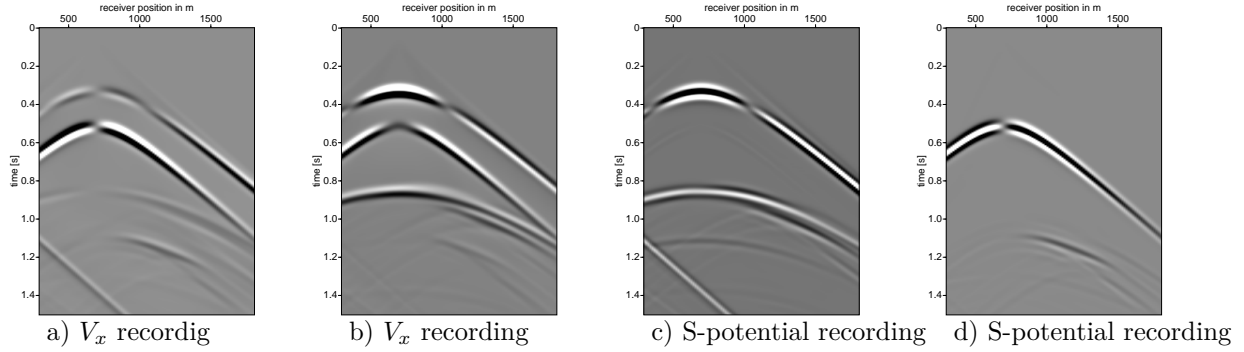 receiver position in m
500 1000 1500
time [s]
0
0.2
0.4
0.6
0.8
1.0
1.2
1.4
a) Vx recordig
receiver position in m
500 1000 1500
time [s]
0
0.2
0.4
0.6
0.8
1.0
1.2
1.4
b) Vx recording
receiver position in m
500 1000 1500
time [s]
0
0.2
0.4
0.6
0.8
1.0
1.2
1.4
c) S-potential recording
receiver position in m
500 1000 1500
time [s]
0
0.2
0.4
0.6
0.8
1.0
1.2
1.4
d) S-potential recording